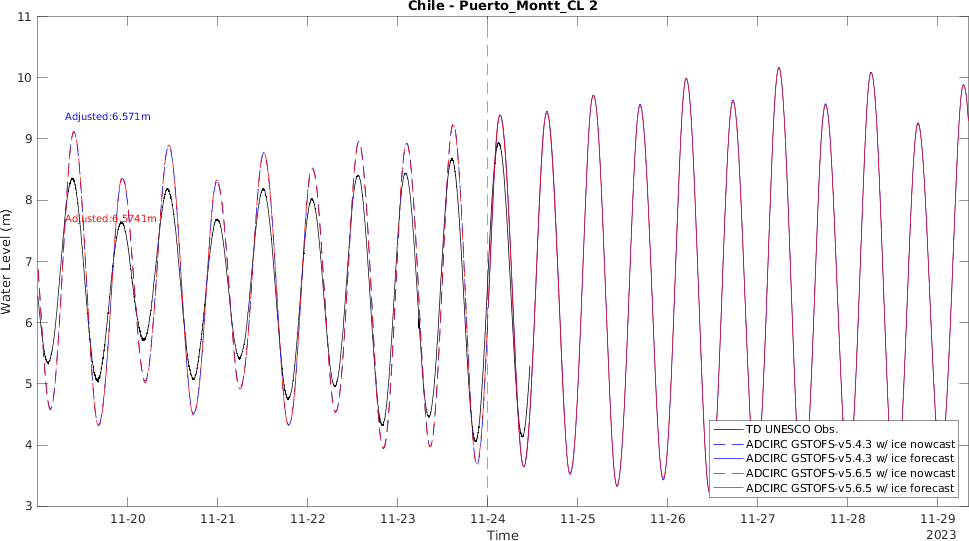 Chile - Puerto_Montt_CL 2
11
10
9
8
7
6
5
4
3
Water Level (m)
Adjusted:6.571m
Adjusted:6.5741m
TD UNESCO Obs.
ADCIRC GSTOFS-v5.4.3 w/ ice nowcast
ADCIRC GSTOFS-v5.4.3 w/ ice forecast
ADCIRC GSTOFS-v5.6.5 w/ ice nowcast
ADCIRC GSTOFS-v5.6.5 w/ ice forecast
11-20 11-21 11-22 11-23 11-24 11-25 11-26 11-27 11-28 11-29
Time
2023